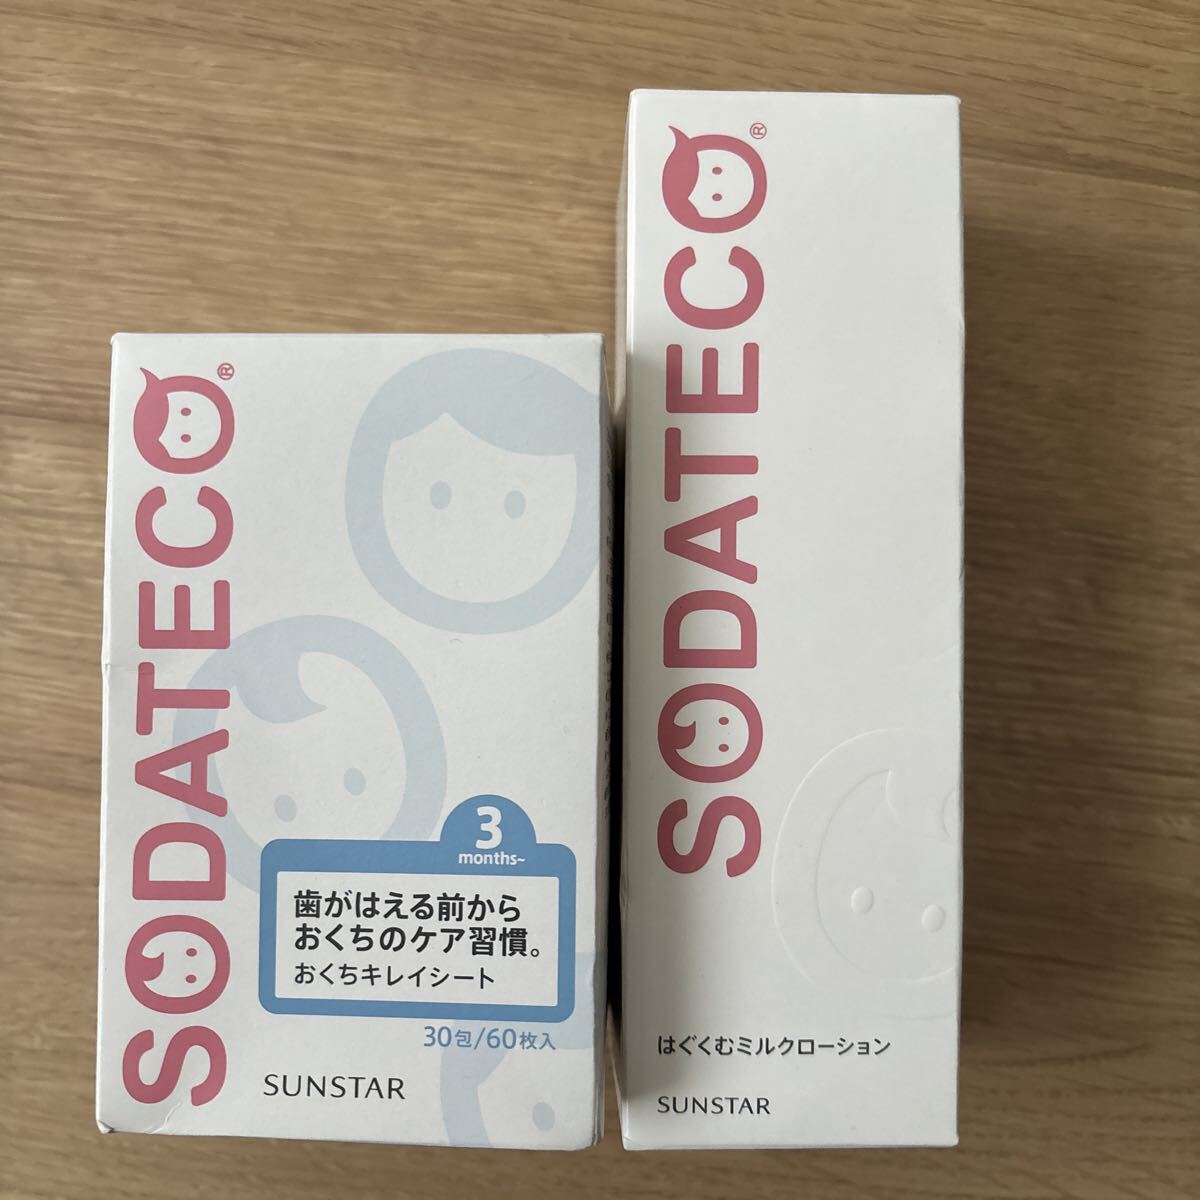 SODATECO®
3
months~
歯がはえる前から
おくちのケア習慣。
おくちキレイシート
30包/60枚入
SUNSTAR
SODATECO®
はぐくむミルクローション
SUNSTAR